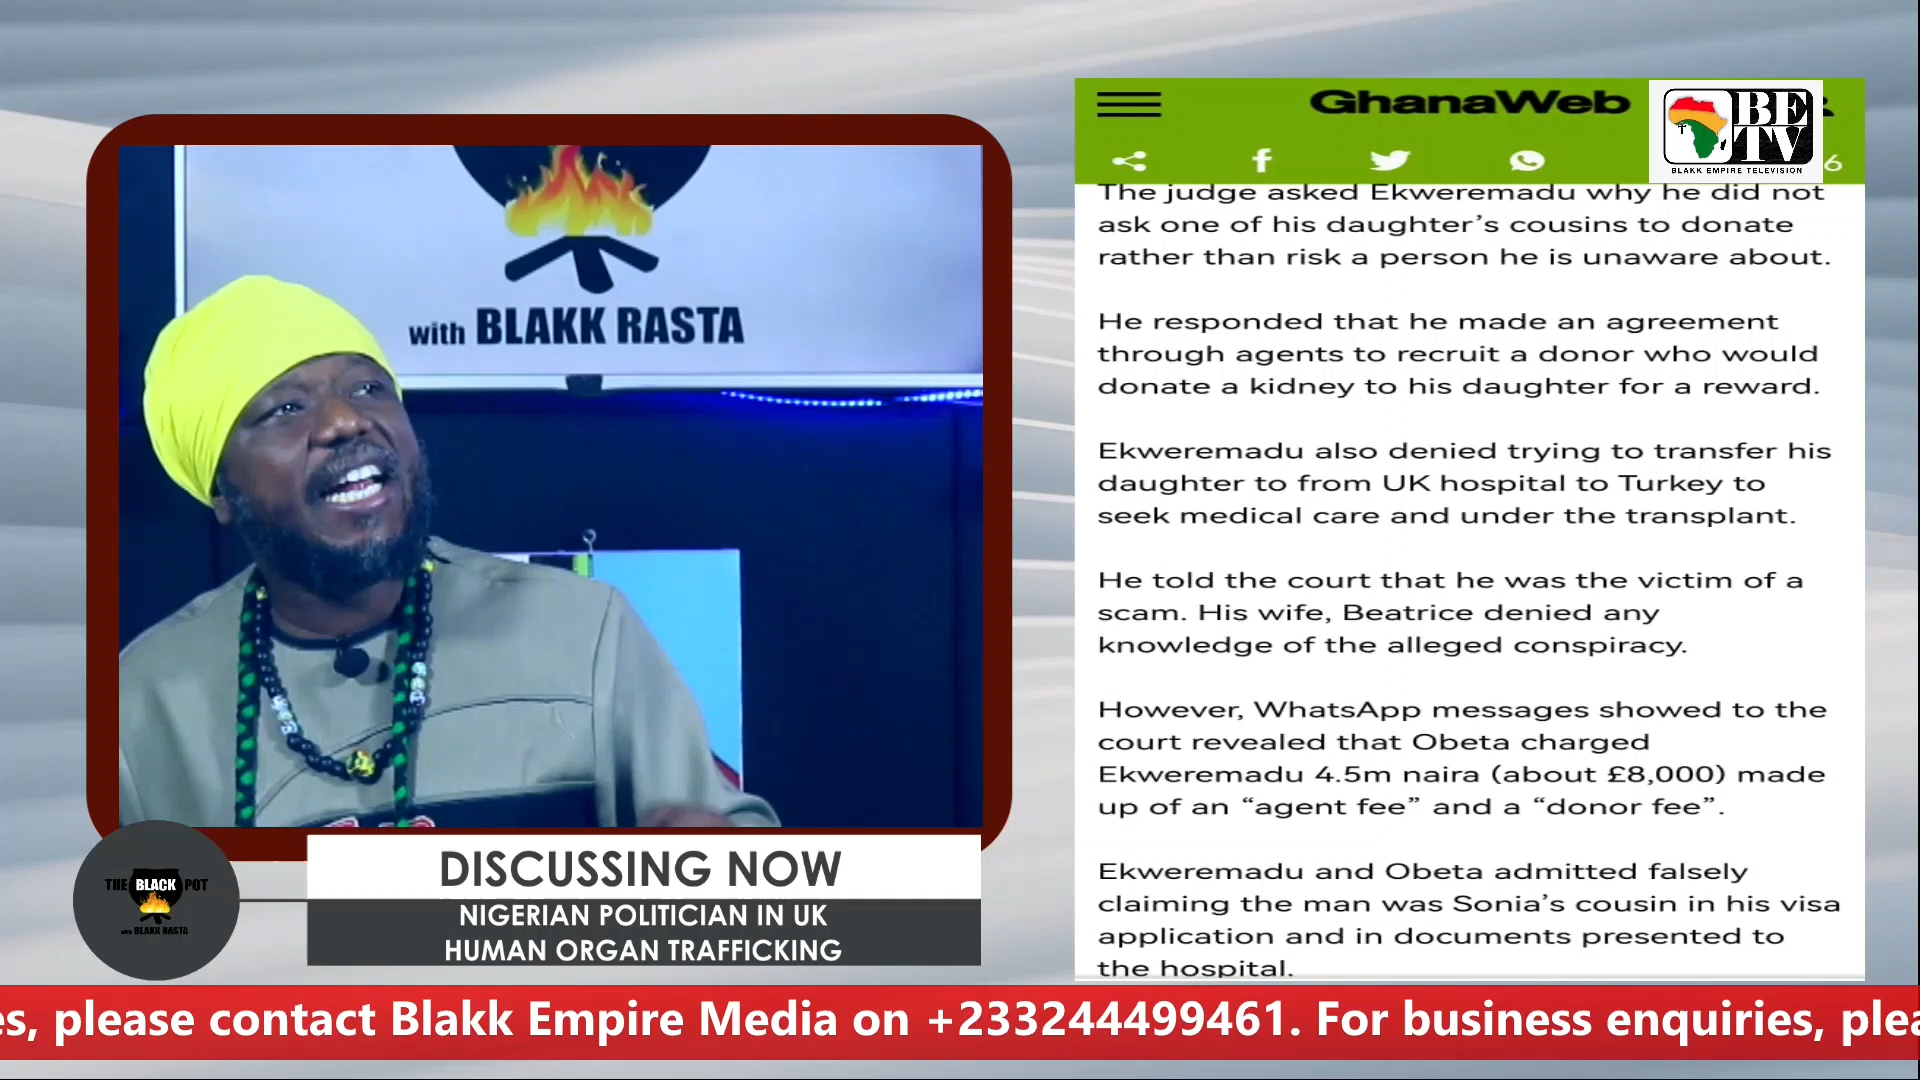 with BLAKK RASTA
GhanaWeb
BE
TV
BLAKK EMPIRE TELEVISION
6
The judge asked Ekweremadu why he did not
ask one of his daughter’s cousins to donate
rather than risk a person he is unaware about.
He responded that he made an agreement
through agents to recruit a donor who would
donate a kidney to his daughter for a reward.
Ekweremadu also denied trying to transfer his
daughter to from UK hospital to Turkey to
seek medical care and under the transplant.
He told the court that he was the victim of a
scam. His wife, Beatrice denied any
knowledge of the alleged conspiracy.
However, WhatsApp messages showed to the
court revealed that Obeta charged
Ekweremadu 4.5m naira (about £8,000) made
up of an “agent fee” and a “donor fee”.
Ekweremadu and Obeta admitted falsely
claiming the man was Sonia’s cousin in his visa
application and in documents presented to
the hospital.
THE BLACK POT
with BLAKK RASTA
DISCUSSING NOW
NIGERIAN POLITICIAN IN UK
HUMAN ORGAN TRAFFICKING
es, please contact Blakk Empire Media on +233244499461. For business enquiries, plea